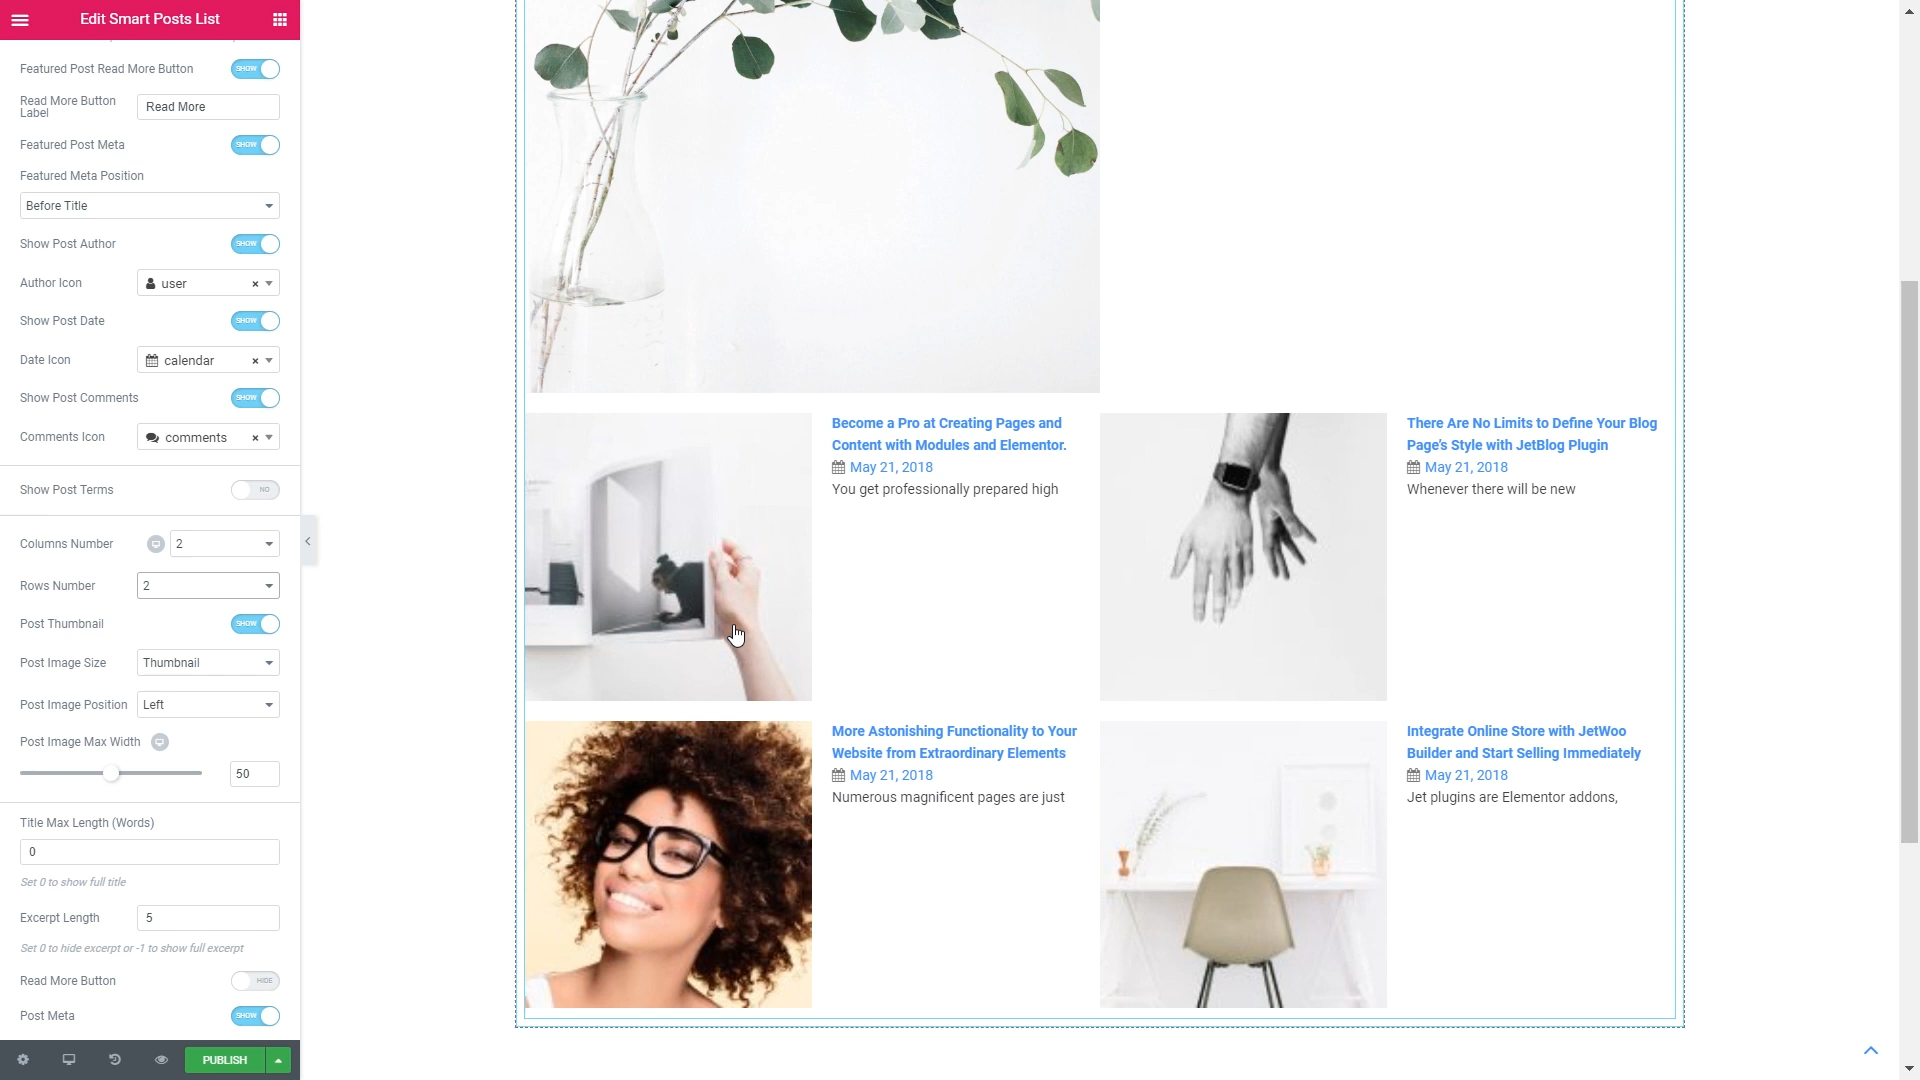 Edit Smart Posts List
Featured Post Read More Button
SHOW
Read More Button
Label
Read More
Featured Post Meta
SHOW
Featured Meta Position
Before Title
Show Post Author
SHOW
Author Icon
user
Show Post Date
SHOW
Date Icon
calendar
Show Post Comments
SHOW
Comments Icon
comments
Show Post Terms
NO
Columns Number
2
Rows Number
2
Post Thumbnail
SHOW
Post Image Size
Thumbnail
Post Image Position
Left
Post Image Max Width
50
Title Max Length (Words)
0
Set 0 to show full title
Excerpt Length
5
Set 0 to hide excerpt or -1 to show full excerpt
Read More Button
HIDE
Post Meta
SHOW
PUBLISH
Become a Pro at Creating Pages and
Content with Modules and Elementor.
May 21, 2018
You get professionally prepared high
There Are No Limits to Define Your Blog
Page's Style with JetBlog Plugin
May 21, 2018
Whenever there will be new
More Astonishing Functionality to Your
Website from Extraordinary Elements
May 21, 2018
Numerous magnificent pages are just
Integrate Online Store with JetWoo
Builder and Start Selling Immediately
May 21, 2018
Jet plugins are Elementor addons,